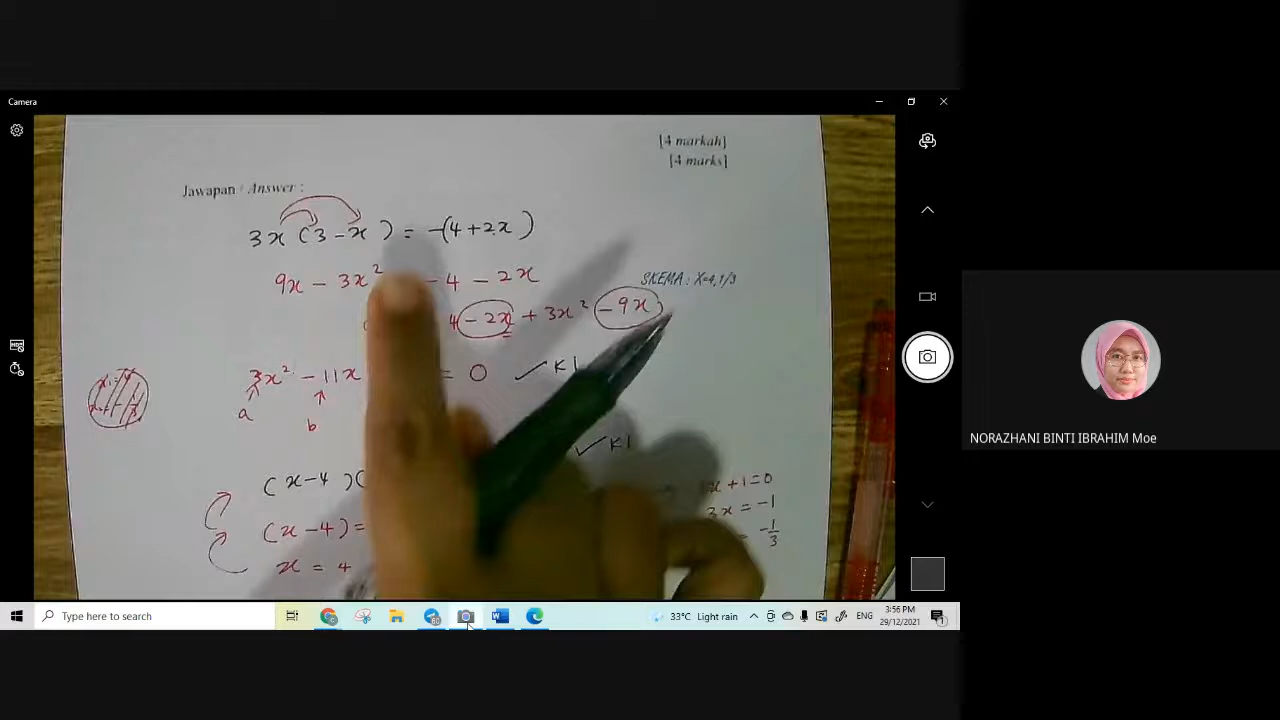 Camera
[4 markah]
[4 marks]
Jawapan / Answer :
3x (3 - x) = -(4 + 2x)
9x - 3x² - 4 - 2x
SKEMA : X=4, 1/3
4 - 2x + 3x² - 9x
3x² - 11x = 0 ✓ K1
a
b
✓ K1
(x-4)(
x + 1 = 0
(x-4) =
3x = -1
x = 4
= -1/3
NORAZHANI BINTI IBRAHIM Moe
Type here to search
33°C Light rain
ENG
3:56 PM
29/12/2021